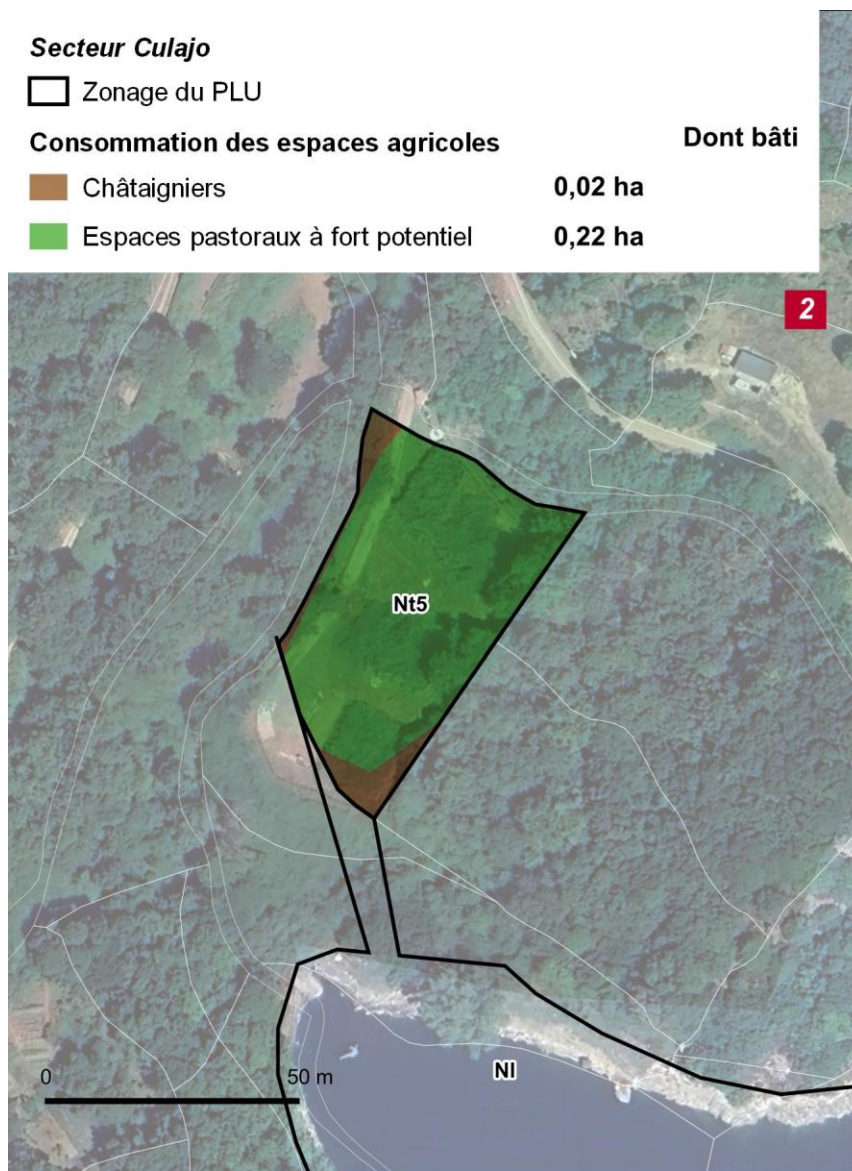 Secteur Culajo
Zonage du PLU
Consommation des espaces agricoles
Dont bâti
Châtaigniers 0,02 ha
Espaces pastoraux à fort potentiel 0,22 ha
2
Nt5
Nl
0 50 m